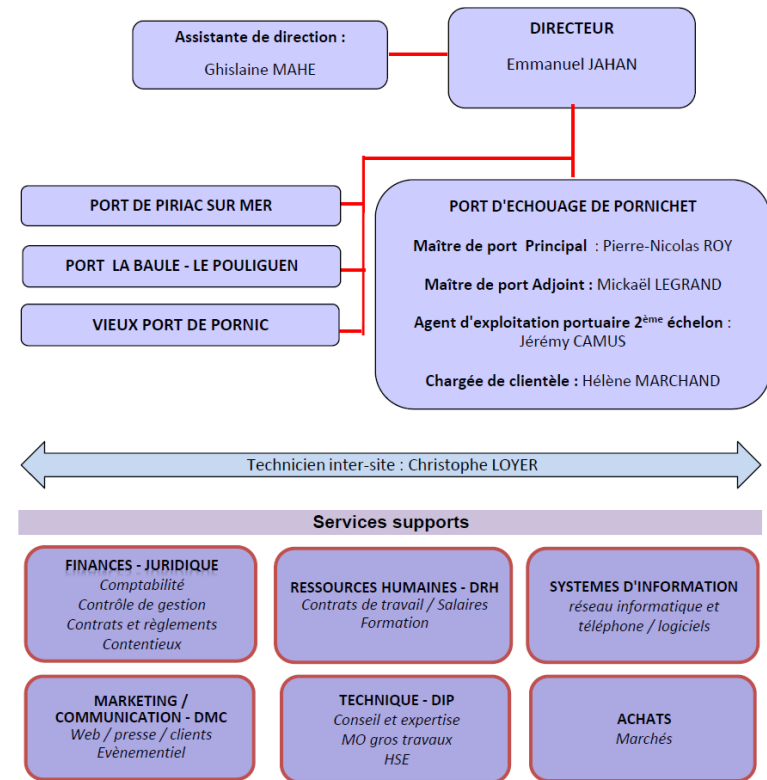 Assistante de direction :
Ghislaine MAHE
DIRECTEUR
Emmanuel JAHAN
PORT DE PIRIAC SUR MER
PORT LA BAULE - LE POULIGUEN
VIEUX PORT DE PORNIC
PORT D'ECHOUAGE DE PORNICHET
Maître de port Principal : Pierre-Nicolas ROY
Maître de port Adjoint : Mickaël LEGRAND
Agent d'exploitation portuaire 2ème échelon :
Jérémy CAMUS
Chargée de clientèle : Hélène MARCHAND
Technicien inter-site : Christophe LOYER
Services supports
FINANCES - JURIDIQUE
Comptabilité
Contrôle de gestion
Contrats et règlements
Contentieux
RESSOURCES HUMAINES - DRH
Contrats de travail / Salaires
Formation
SYSTEMES D'INFORMATION
réseau informatique et
téléphone / logiciels
MARKETING /
COMMUNICATION - DMC
Web / presse / clients
Evènementiel
TECHNIQUE - DIP
Conseil et expertise
MO gros travaux
HSE
ACHATS
Marchés